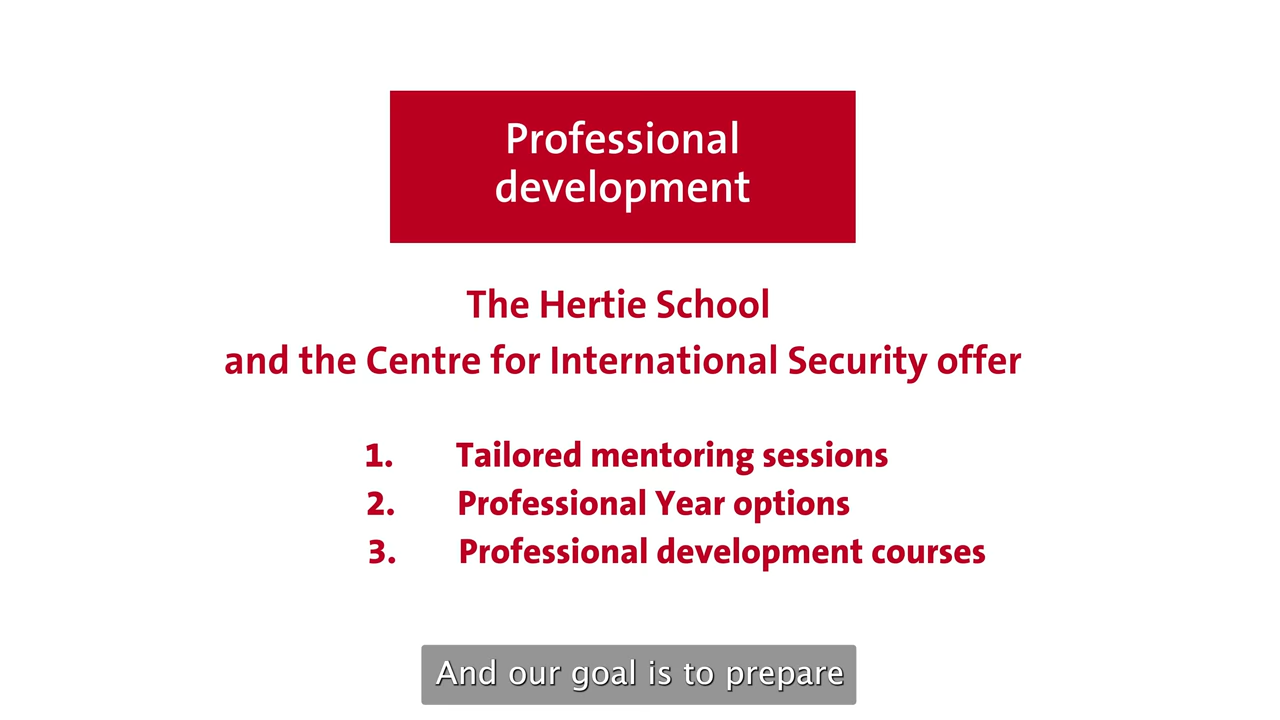 Professional
development
The Hertie School
and the Centre for International Security offer
1. Tailored mentoring sessions
2. Professional Year options
3. Professional development courses
And our goal is to prepare